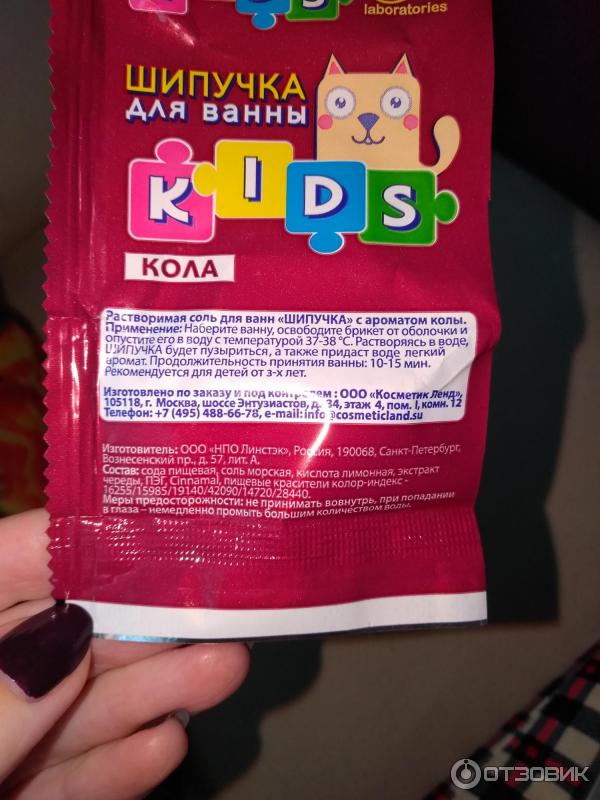 KIDS
laboratories
ШИПУЧКА
для ванны
KIDS
КОЛА
Растворимая соль для ванн «ШИПУЧКА» с ароматом колы.
Применение: Наберите ванну, освободите брикет от оболочки и
опустите его в воду с температурой 37-38 °С. Растворяясь в воде,
ШИПУЧКА будет пузыриться, а также придаст воде легкий
аромат. Продолжительность принятия ванны: 10-15 мин.
Рекомендуется для детей от 3-х лет.
Изготовлено по заказу и под контролем : ООО «Косметик Ленд»,
105118, г. Москва, шоссе Энтузиастов, д. 34, этаж 4, пом. I, комн. 12
Телефон: +7 (495) 488-66-78, e-mail: info@cosmeticland.su
Изготовитель: ООО «НПО Линстэк», Россия, 190068, Санкт-Петербург,
Вознесенский пр., д. 57, лит. А.
Состав: сода пищевая, соль морская, кислота лимонная, экстракт
череды, ПЭГ, Cinnamal, пищевые красители колор-индекс -
16255/15985/19140/42090/14720/28440.
Меры предосторожности: не принимать вовнутрь, при попадании
в глаза – немедленно промыть большим количеством воды.
ОТЗОВИК